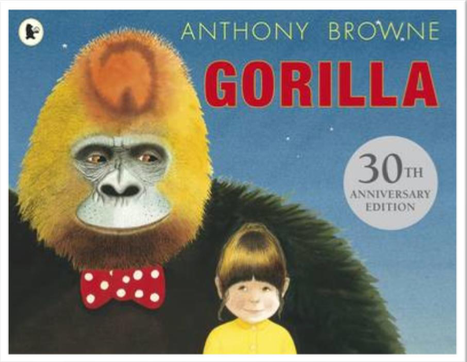 ANTHONY BROWNE
GORILLA
30TH
ANNIVERSARY
EDITION